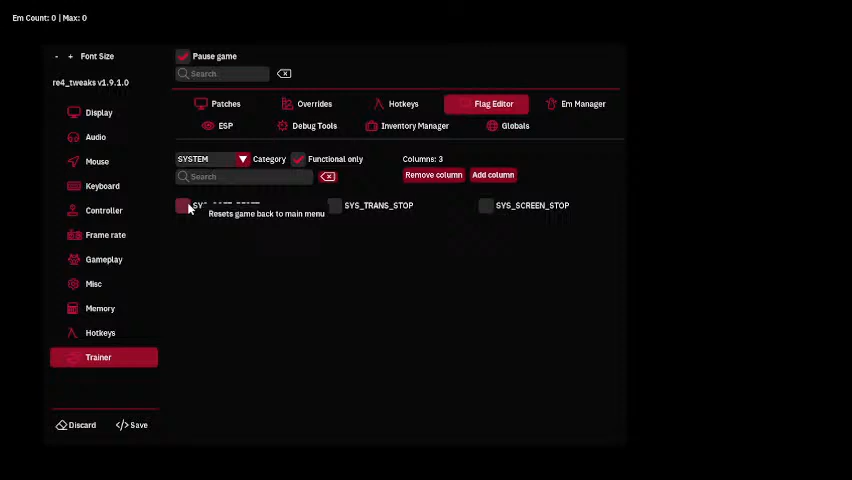 Em Count: 0 | Max: 0
- + Font Size
Pause game
Search
re4_tweaks v1.9.1.0
Patches
Overrides
Hotkeys
Flag Editor
Em Manager
ESP
Debug Tools
Inventory Manager
Globals
Display
Audio
Mouse
Keyboard
Controller
Frame rate
Gameplay
Misc
Memory
Hotkeys
Trainer
SYSTEM
Category
Functional only
Columns: 3
Search
Remove column
Add column
SYS_TRANS_STOP
SYS_SCREEN_STOP
Resets game back to main menu
Discard
Save